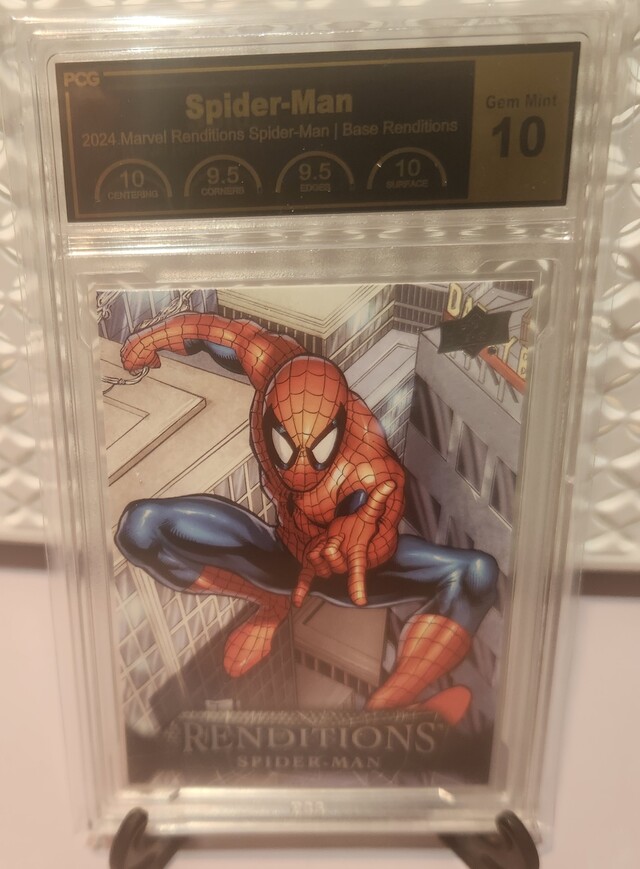 PCG
Spider-Man
2024 Marvel Renditions Spider-Man | Base Renditions
Gem Mint
10
10
CENTERING
9.5
CORNERS
9.5
EDGES
10
SURFACE
RENDITIONS
SPIDER-MAN